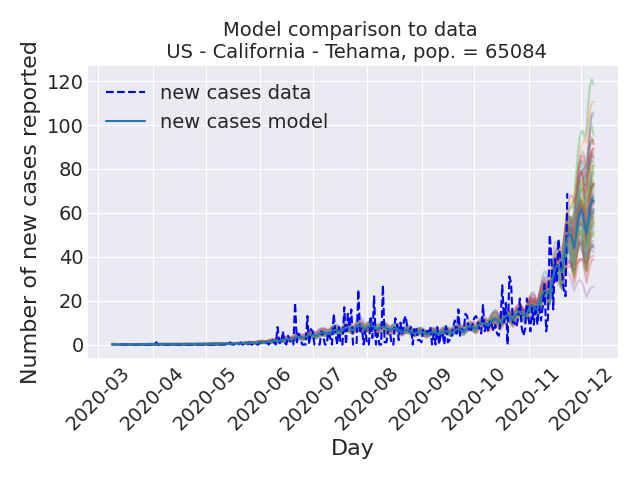 Model comparison to data
US - California - Tehama, pop. = 65084
Number of new cases reported
120
100
80
60
40
20
0
new cases data
new cases model
2020-03
2020-04
2020-05
2020-06
2020-07
2020-08
2020-09
2020-10
2020-11
2020-12
Day